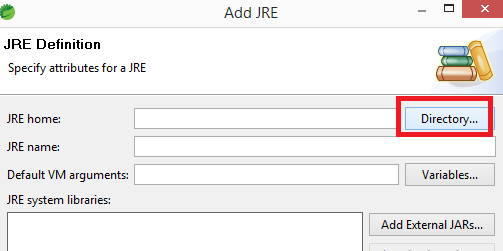 Add JRE
JRE Definition
Specify attributes for a JRE
JRE home:
Directory...
JRE name:
Default VM arguments:
Variables...
JRE system libraries:
Add External JARs...